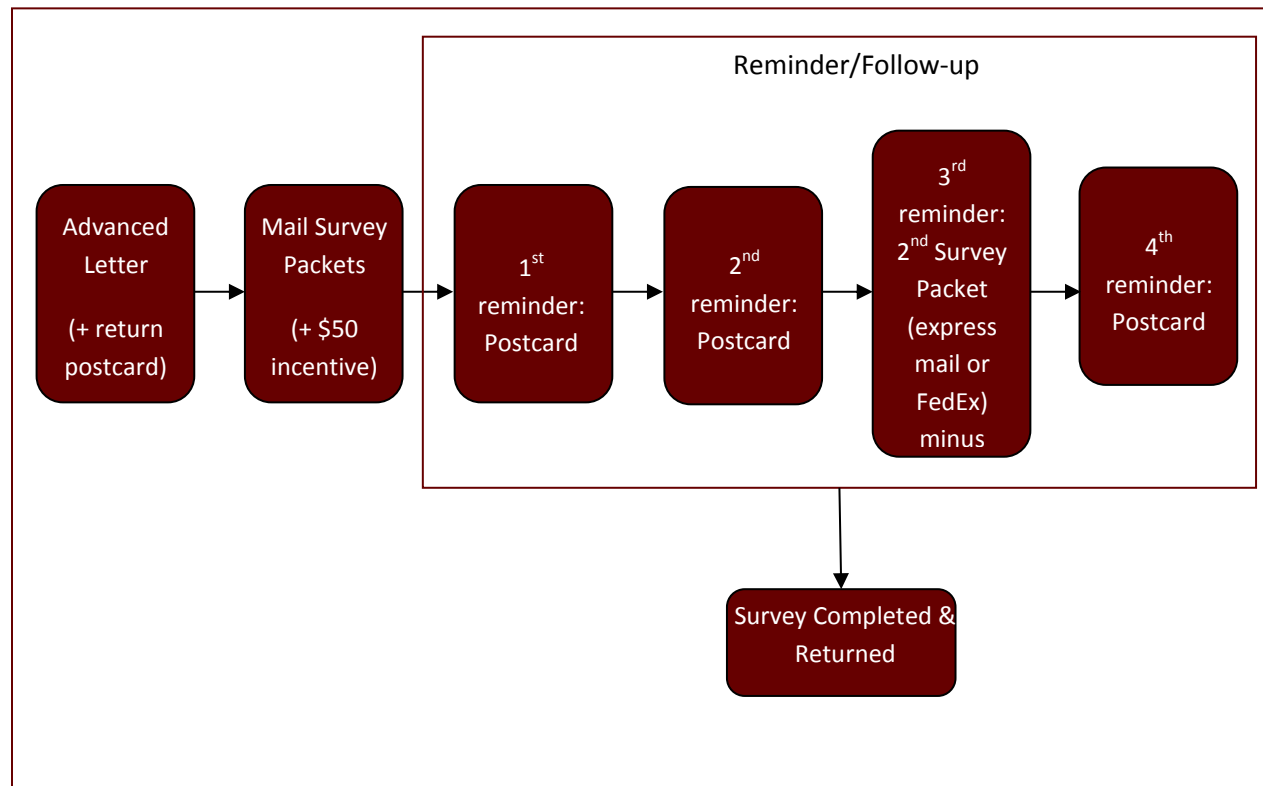 Reminder/Follow-up
Advanced
Letter
(+ return
postcard)
Mail Survey
Packets
(+ $50
incentive)
1st
reminder:
Postcard
2nd
reminder:
Postcard
3rd
reminder:
2nd Survey
Packet
(express
mail or
FedEx)
minus
4th
reminder:
Postcard
Survey Completed &
Returned